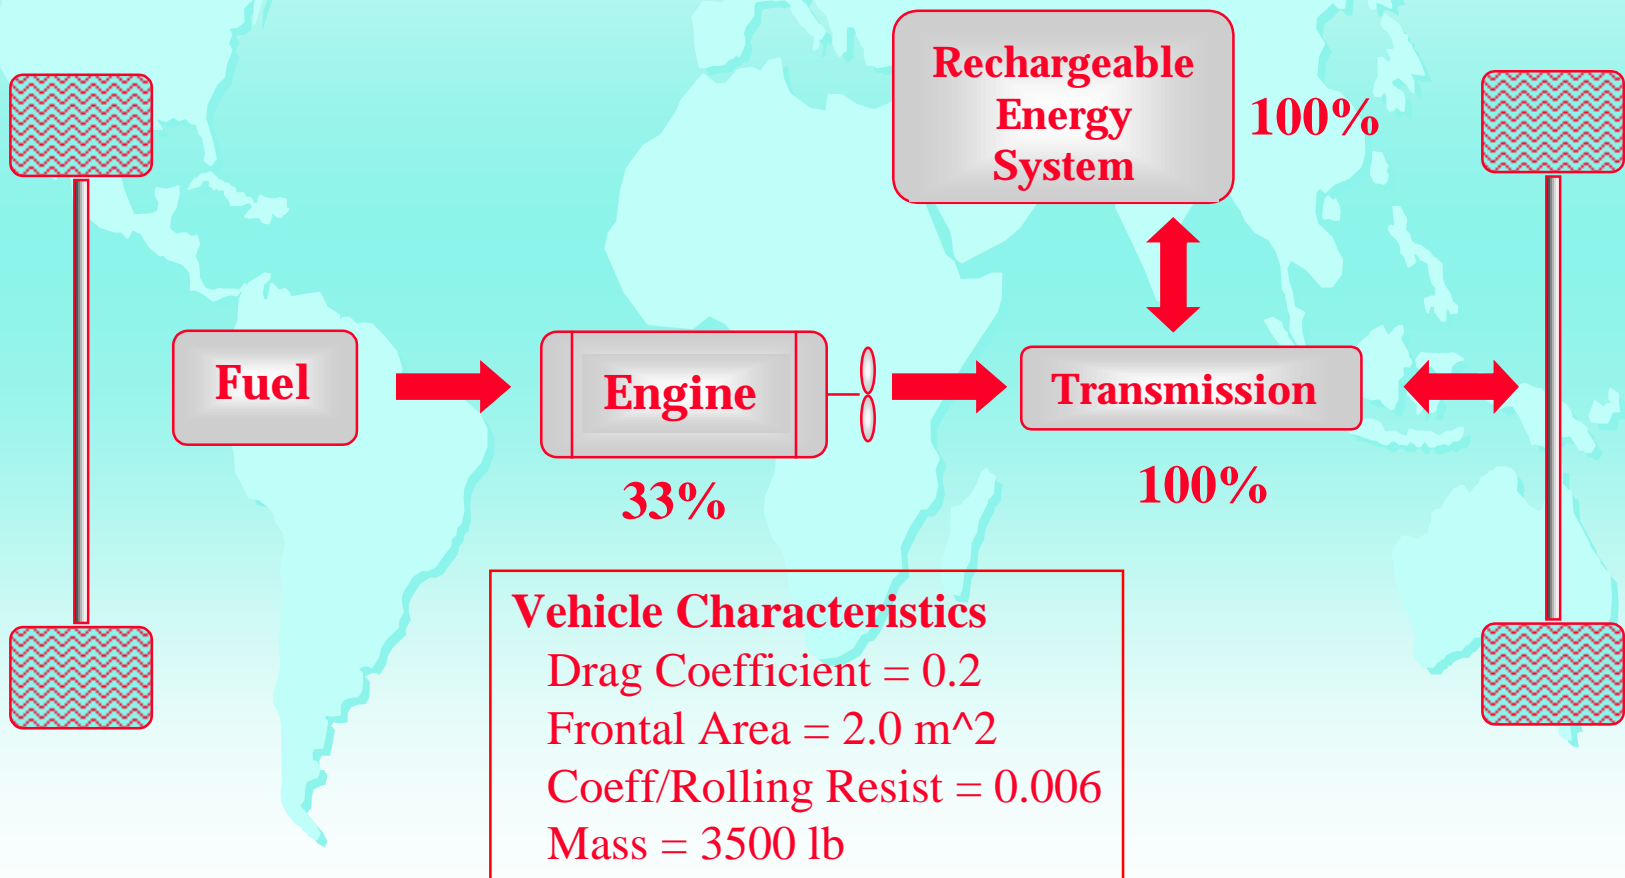 Rechargeable
Energy
System
100%
Fuel
Engine
Transmission
33%
100%
Vehicle Characteristics
Drag Coefficient = 0.2
Frontal Area = 2.0 m^2
Coeff/Rolling Resist = 0.006
Mass = 3500 lb